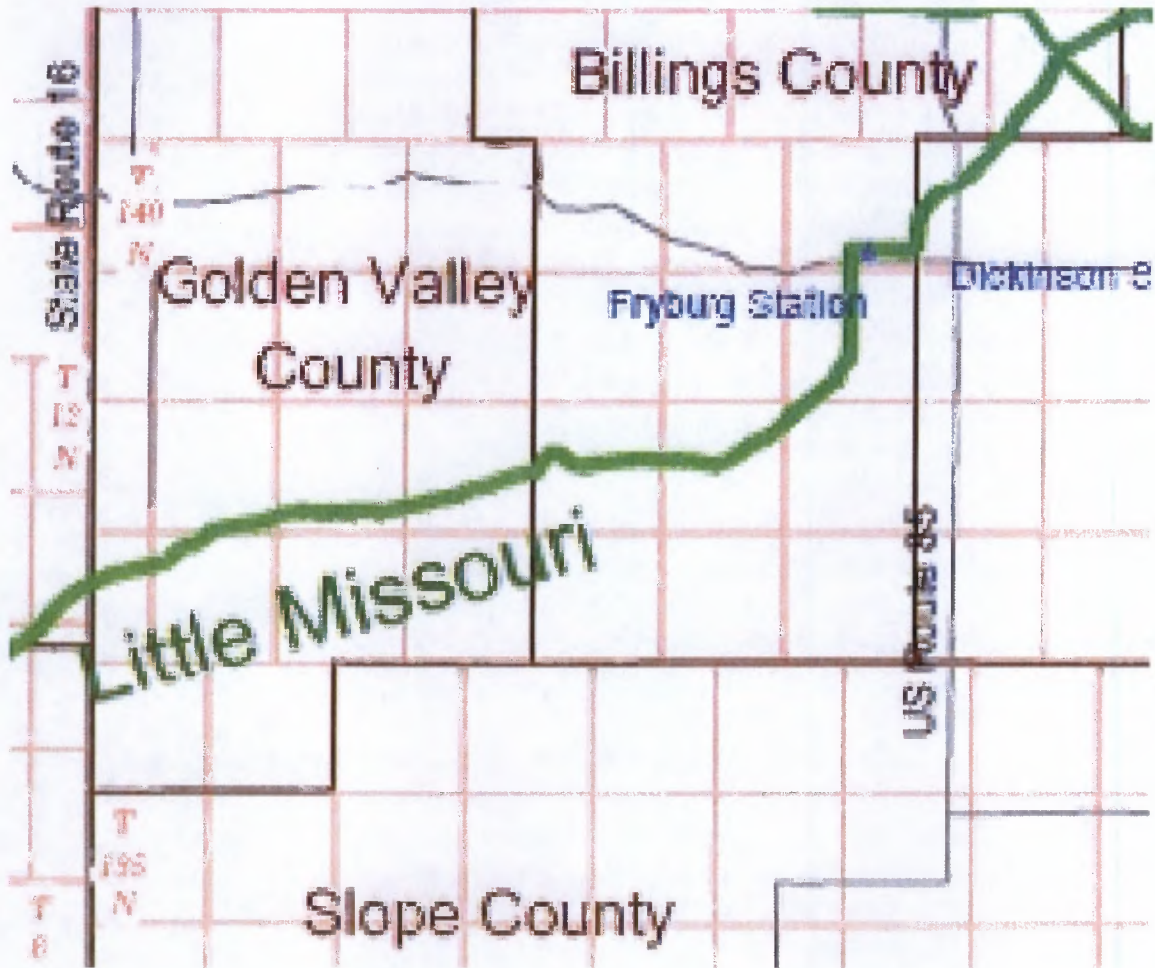 Billings County
State Route 16
T
140
N
Golden Valley
County
Fryburg Station
Dickinson S
T
N
Little Missouri
US Route 85
T
N
Slope County
T